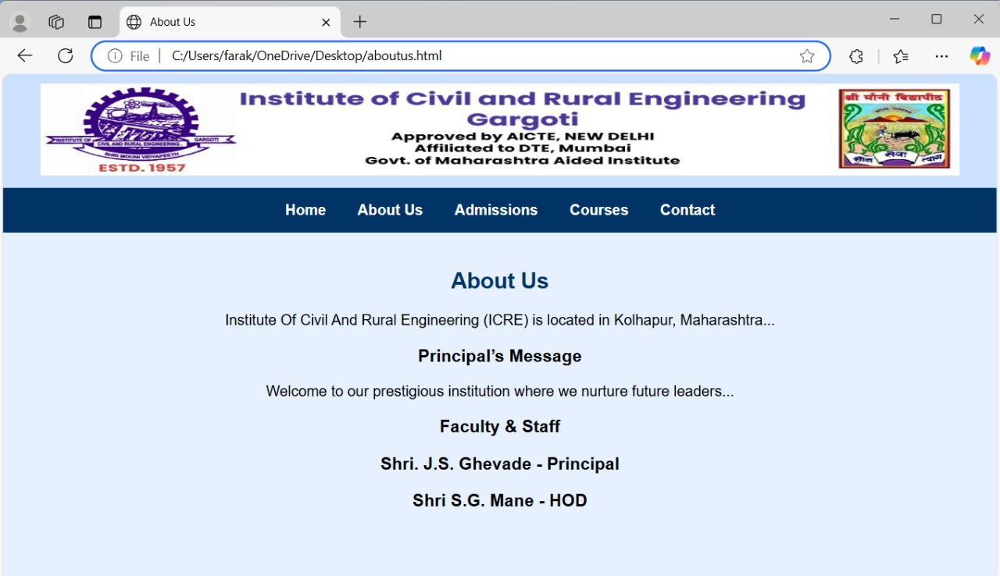 About Us
File
C:/Users/farak/OneDrive/Desktop/aboutus.html
INSTITUTE OF
CIVIL AND RURAL ENGINEERING.
GARGOTI
SHRI MOUNI VIDYAPEETH
ESTD. 1957
Institute of Civil and Rural Engineering
Gargoti
Approved by AICTE, NEW DELHI
Affiliated to DTE, Mumbai
Govt. of Maharashtra Aided Institute
श्री मौनी विद्यापीठ
सेवा
त्याग
Home About Us Admissions Courses Contact
About Us
Institute Of Civil And Rural Engineering (ICRE) is located in Kolhapur, Maharashtra...
Principal’s Message
Welcome to our prestigious institution where we nurture future leaders...
Faculty & Staff
Shri. J.S. Ghevade - Principal
Shri S.G. Mane - HOD